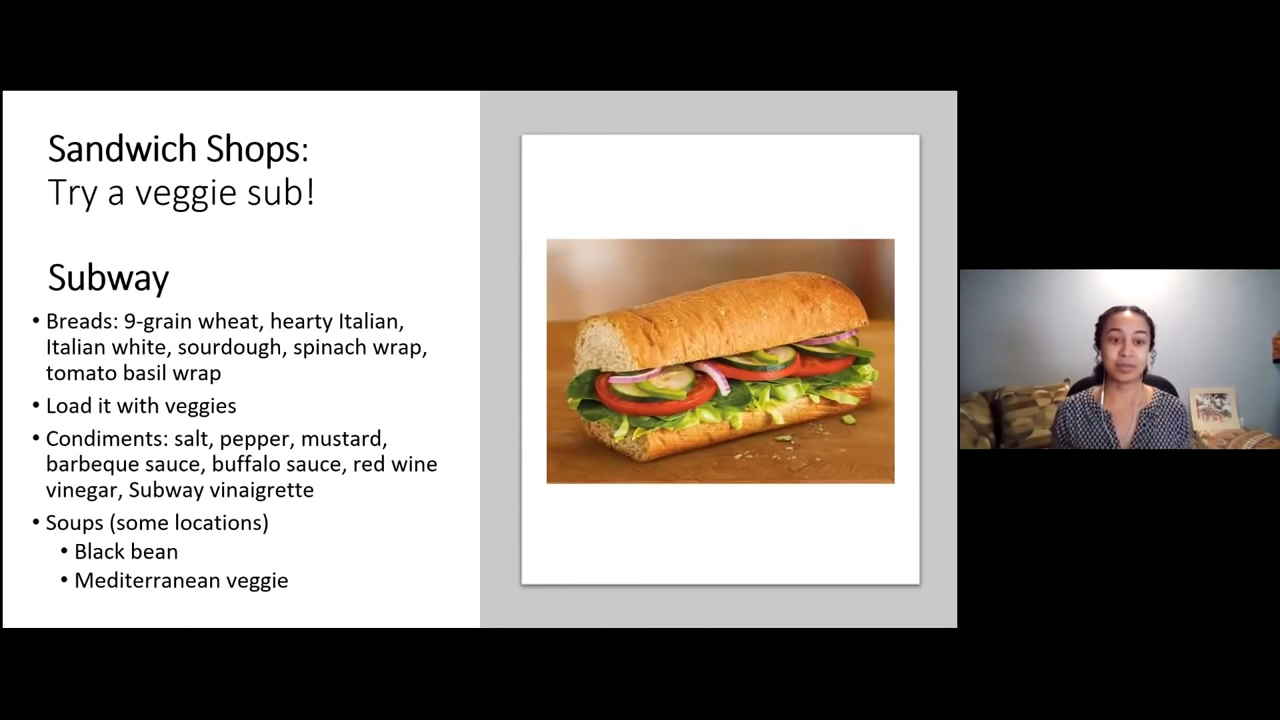 Sandwich Shops:
Try a veggie sub!
Subway
• Breads: 9-grain wheat, hearty Italian,
Italian white, sourdough, spinach wrap,
tomato basil wrap
• Load it with veggies
• Condiments: salt, pepper, mustard,
barbeque sauce, buffalo sauce, red wine
vinegar, Subway vinaigrette
• Soups (some locations)
• Black bean
• Mediterranean veggie